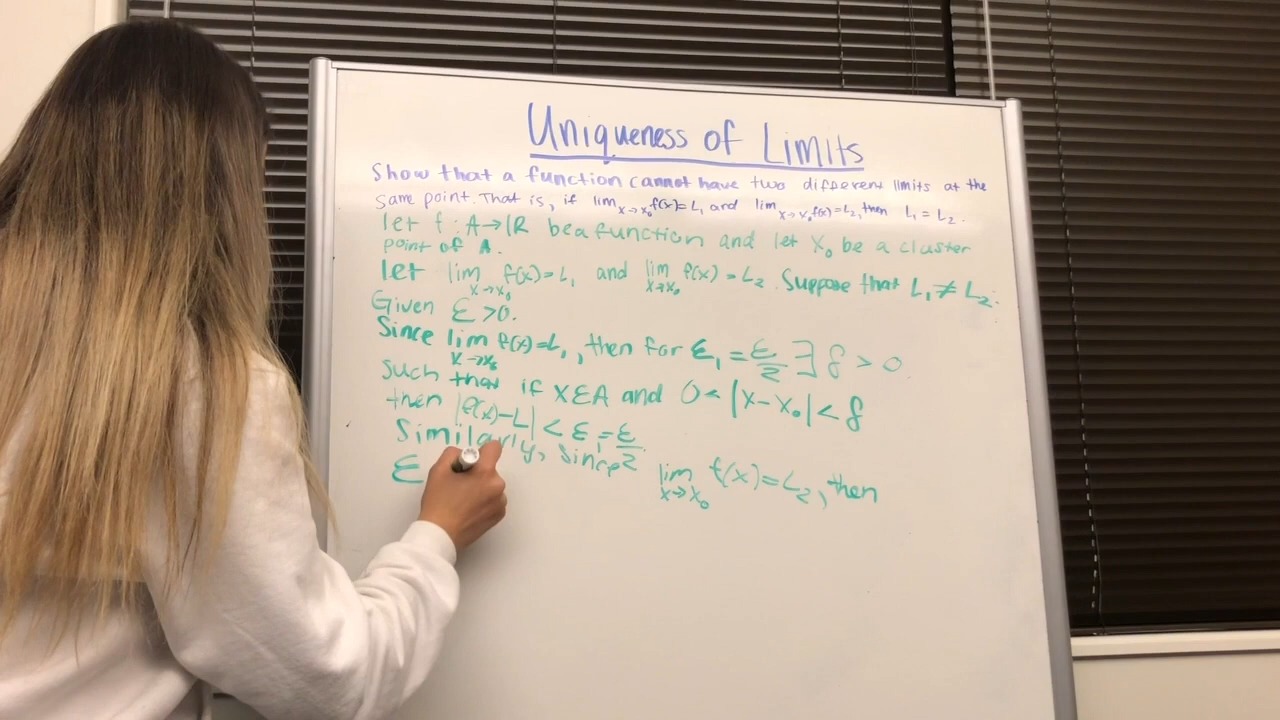 Uniqueness of Limits
Show that a function cannot have two different limits at the
same point. That is, if lim x→x₀ f(x)=L₁ and lim x→x₀ f(x)=L₂, then L₁=L₂.
let f:A→ℝ be a function and let x₀ be a cluster
point of A.
let lim x→x₀ f(x)=L₁ and lim x→x₀ f(x)=L₂. Suppose that L₁≠L₂.
Given ε>0.
Since lim x→x₀ f(x)=L₁, then for ε₁=ε/2 ∃ δ>0
such that if x∈A and 0<|x-x₀|<δ
then |f(x)-L|<ε₁=ε/2.
Similarly, since lim x→x₀ f(x)=L₂, then
ε